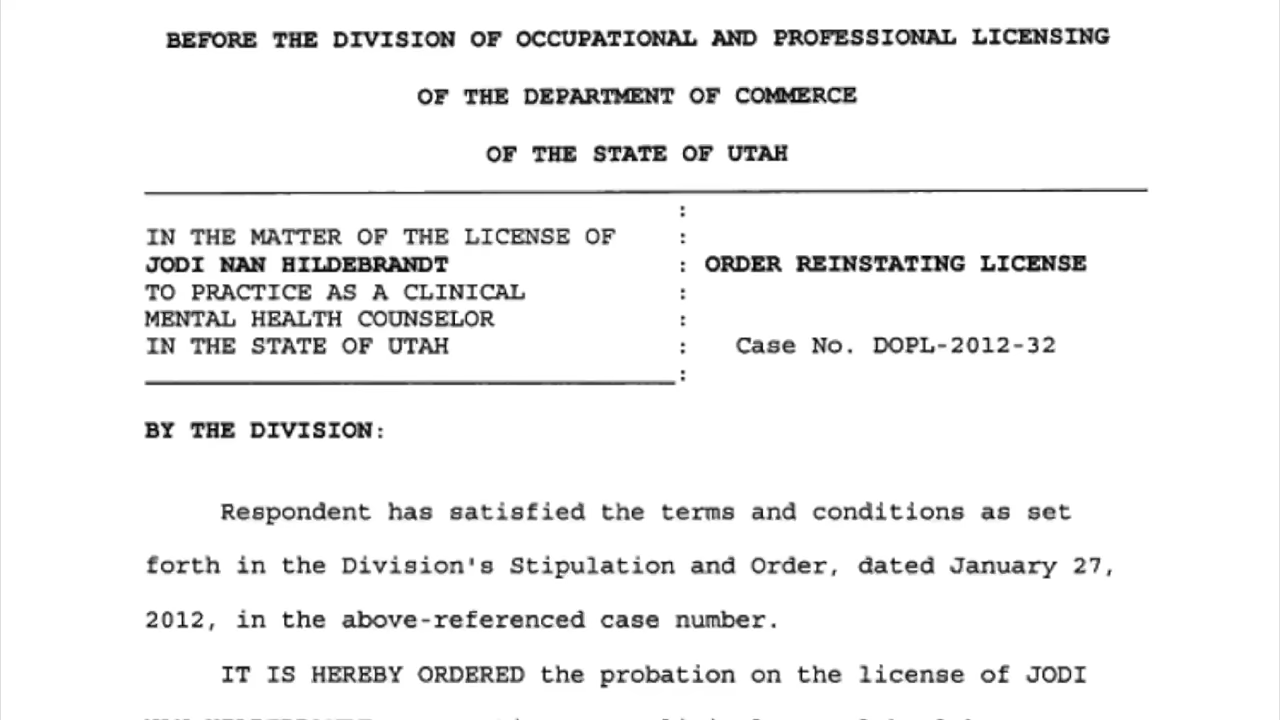 BEFORE THE DIVISION OF OCCUPATIONAL AND PROFESSIONAL LICENSING
OF THE DEPARTMENT OF COMMERCE
OF THE STATE OF UTAH
:
IN THE MATTER OF THE LICENSE OF :
JODI NAN HILDEBRANDT : ORDER REINSTATING LICENSE
TO PRACTICE AS A CLINICAL :
MENTAL HEALTH COUNSELOR :
IN THE STATE OF UTAH : Case No. DOPL-2012-32
:
BY THE DIVISION:
Respondent has satisfied the terms and conditions as set
forth in the Division's Stipulation and Order, dated January 27,
2012, in the above-referenced case number.
IT IS HEREBY ORDERED the probation on the license of JODI